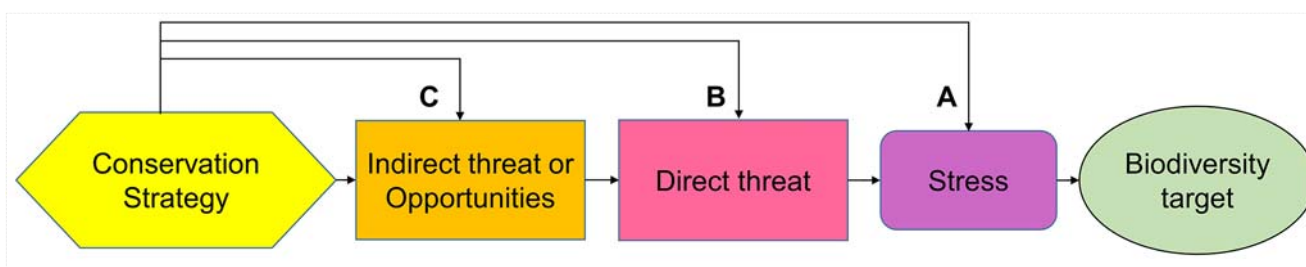 C
B
A
Conservation
Strategy
Indirect threat or
Opportunities
Direct threat
Stress
Biodiversity
target